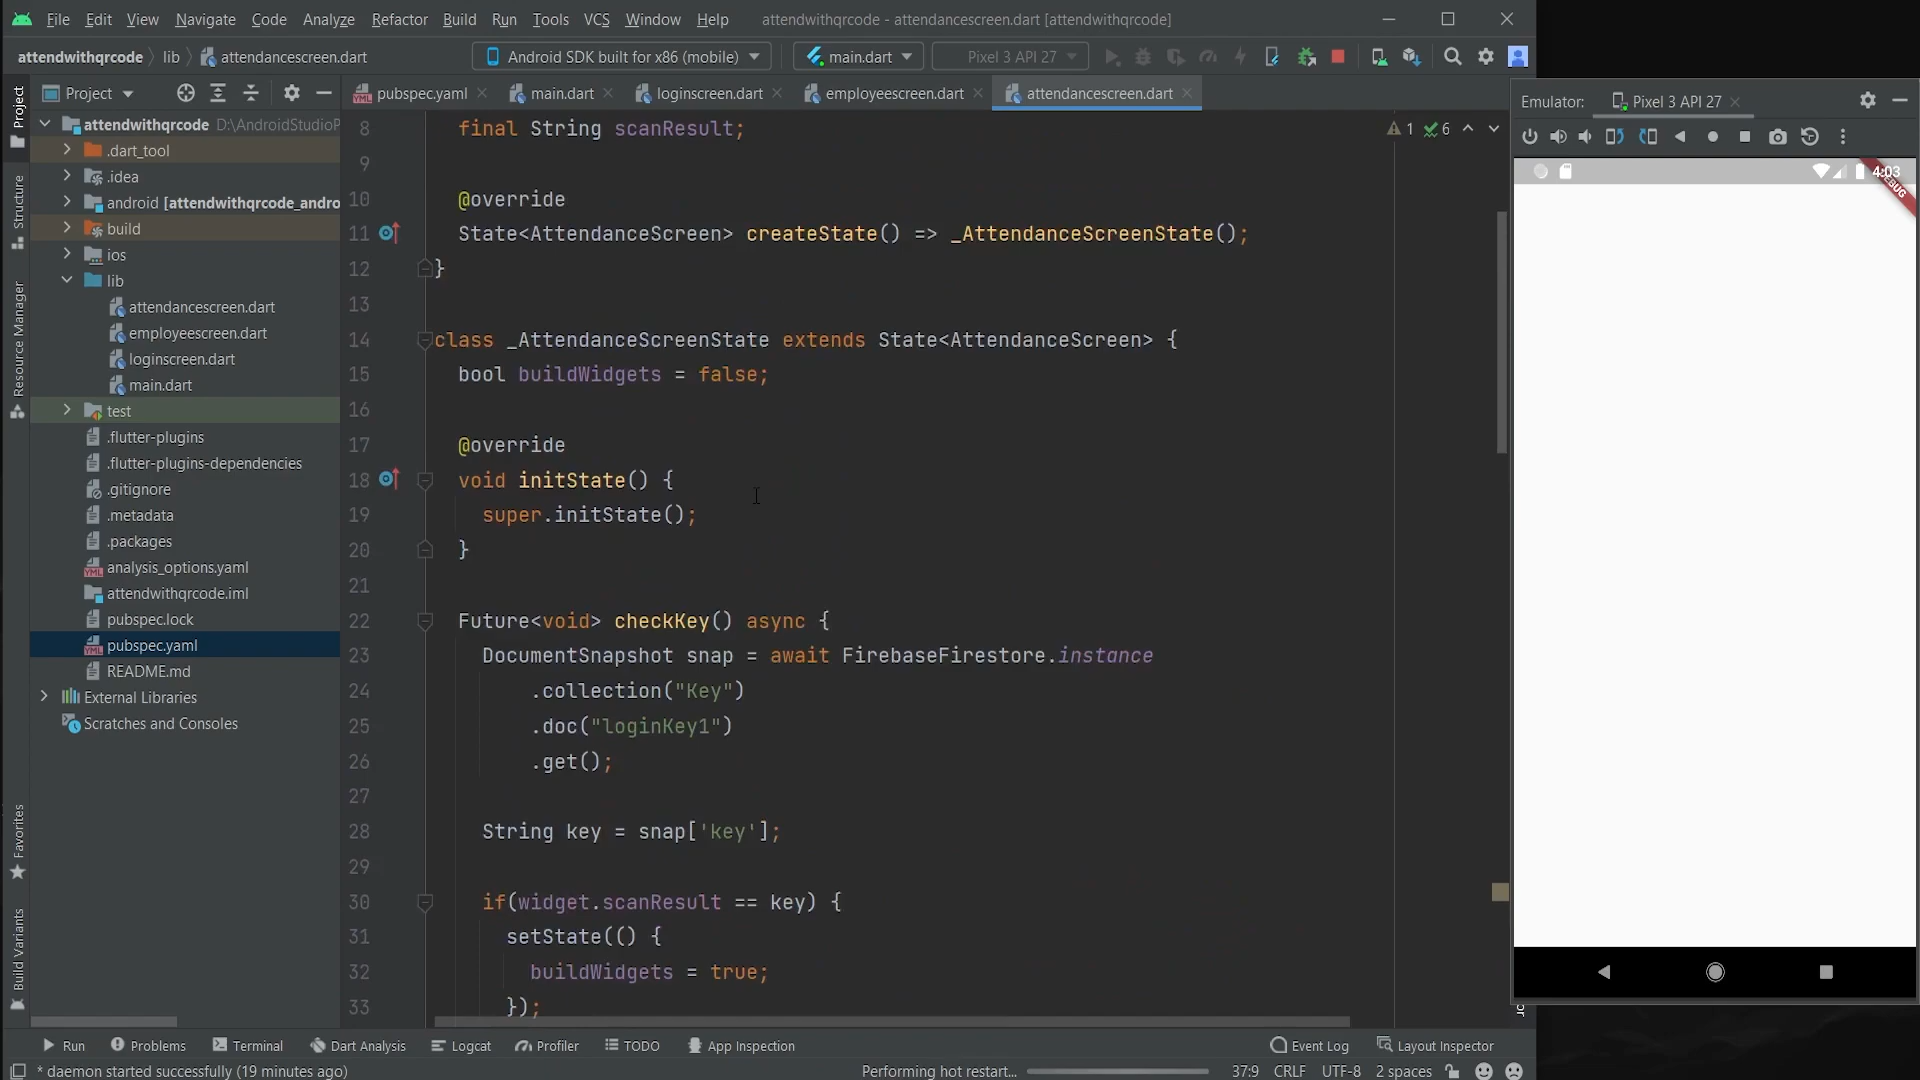 File Edit View Navigate Code Analyze Refactor Build Run Tools VCS Window Help attendwithqrcode - attendancescreen.dart [attendwithqrcode]
attendwithqrcode lib attendancescreen.dart Android SDK built for x86 (mobile) main.dart Pixel 3 API 27
Project pubspec.yaml main.dart loginscreen.dart employeescreen.dart attendancescreen.dart
Emulator: Pixel 3 API 27
4:03
DEBUG
Project
Structure
Resource Manager
Favorites
Build Variants
attendwithqrcode D:\AndroidStudioP
.dart_tool
.idea
android [attendwithqrcode_andro
build
ios
lib
attendancescreen.dart
employeescreen.dart
loginscreen.dart
main.dart
test
.flutter-plugins
.flutter-plugins-dependencies
.gitignore
.metadata
.packages
analysis_options.yaml
attendwithqrcode.iml
pubspec.lock
pubspec.yaml
README.md
External Libraries
Scratches and Consoles
1 6
8 final String scanResult;
9
10 @override
11 State<AttendanceScreen> createState() => _AttendanceScreenState();
12 }
13
14 class _AttendanceScreenState extends State<AttendanceScreen> {
15 bool buildWidgets = false;
16
17 @override
18 void initState() {
19 super.initState();
20 }
21
22 Future<void> checkKey() async {
23 DocumentSnapshot snap = await FirebaseFirestore.instance
24 .collection("Key")
25 .doc("loginKey1")
26 .get();
27
28 String key = snap['key'];
29
30 if(widget.scanResult == key) {
31 setState(() {
32 buildWidgets = true;
33 });
Run Problems Terminal Dart Analysis Logcat Profiler TODO App Inspection Event Log Layout Inspector
* daemon started successfully (19 minutes ago) Performing hot restart... 37:9 CRLF UTF-8 2 spaces